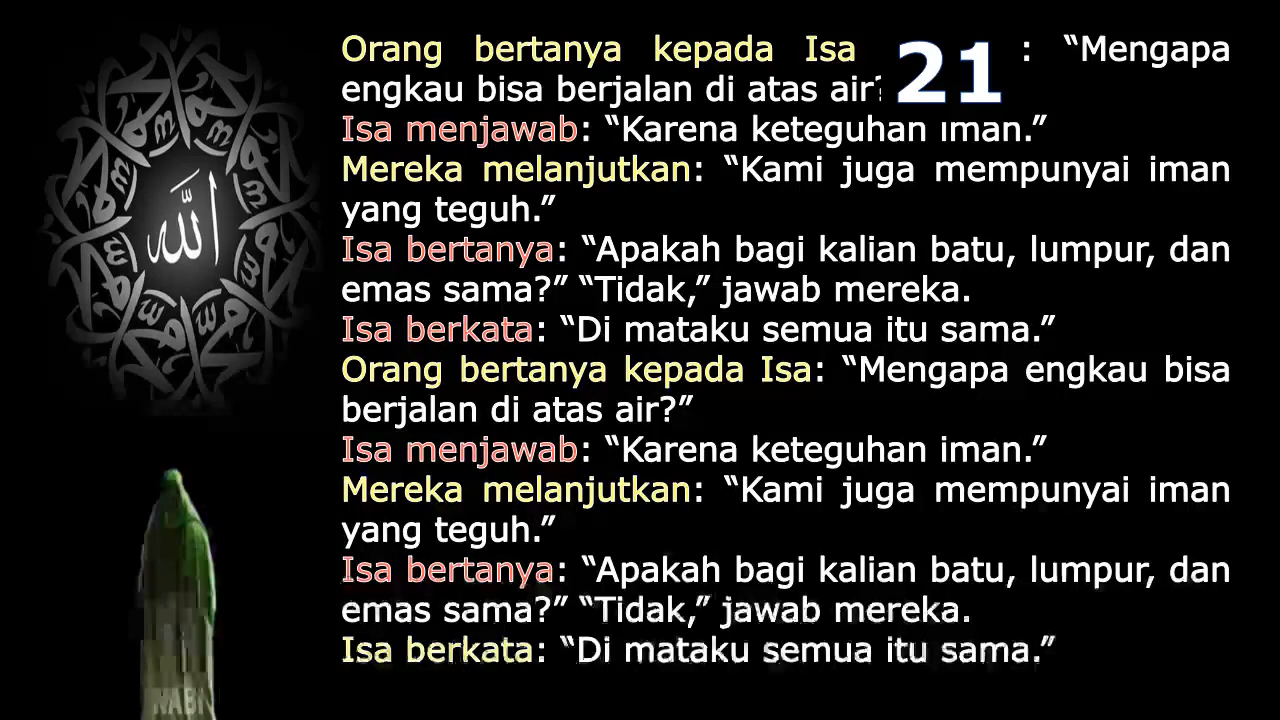 Orang bertanya kepada Isa : “Mengapa
engkau bisa berjalan di atas air?
21
Isa menjawab: “Karena keteguhan iman.”
Mereka melanjutkan: “Kami juga mempunyai iman
yang teguh.”
Isa bertanya: “Apakah bagi kalian batu, lumpur, dan
emas sama?” “Tidak,” jawab mereka.
Isa berkata: “Di mataku semua itu sama.”
Orang bertanya kepada Isa: “Mengapa engkau bisa
berjalan di atas air?”
Isa menjawab: “Karena keteguhan iman.”
Mereka melanjutkan: “Kami juga mempunyai iman
yang teguh.”
Isa bertanya: “Apakah bagi kalian batu, lumpur, dan
emas sama?” “Tidak,” jawab mereka.
Isa berkata: “Di mataku semua itu sama.”
الله
NABI